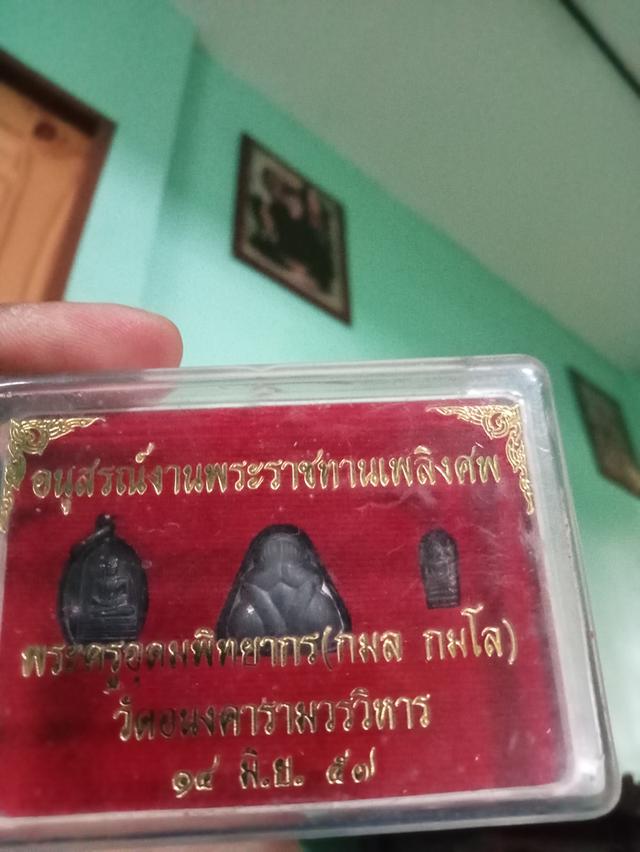 อนุสรณ์งานพระราชทานเพลิงศพ
พระครูอุดมพิทยากร(กมล กมโล)
วัดอนงคารามวรวิหาร
๑๔ มิ.ย. ๕๗